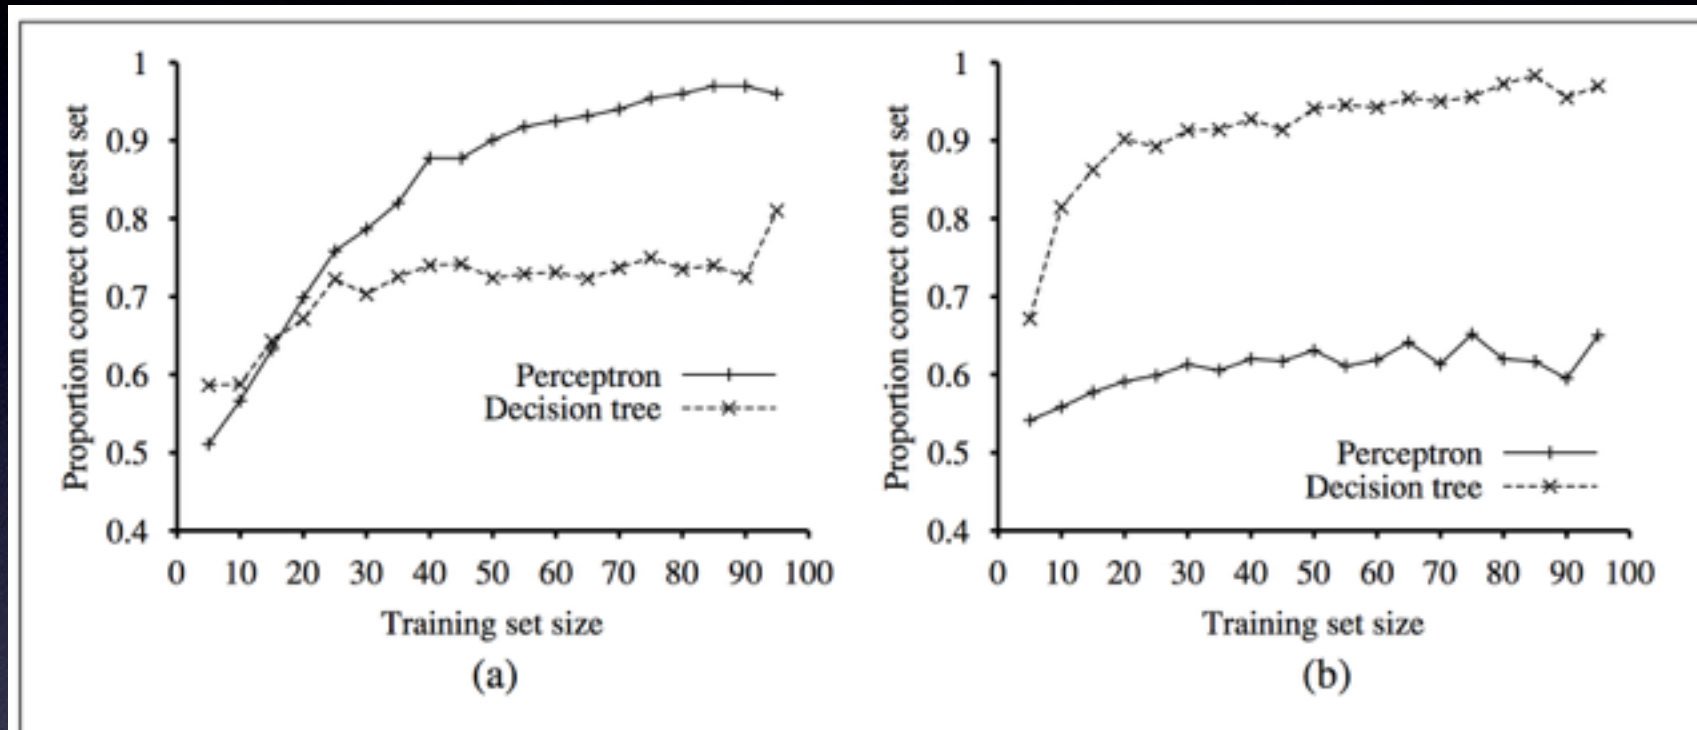 1
0.9
0.8
0.7
0.6
0.5
0.4
Proportion correct on test set
Perceptron
Decision tree
0 10 20 30 40 50 60 70 80 90 100
Training set size
(a)
1
0.9
0.8
0.7
0.6
0.5
0.4
Proportion correct on test set
Perceptron
Decision tree
0 10 20 30 40 50 60 70 80 90 100
Training set size
(b)